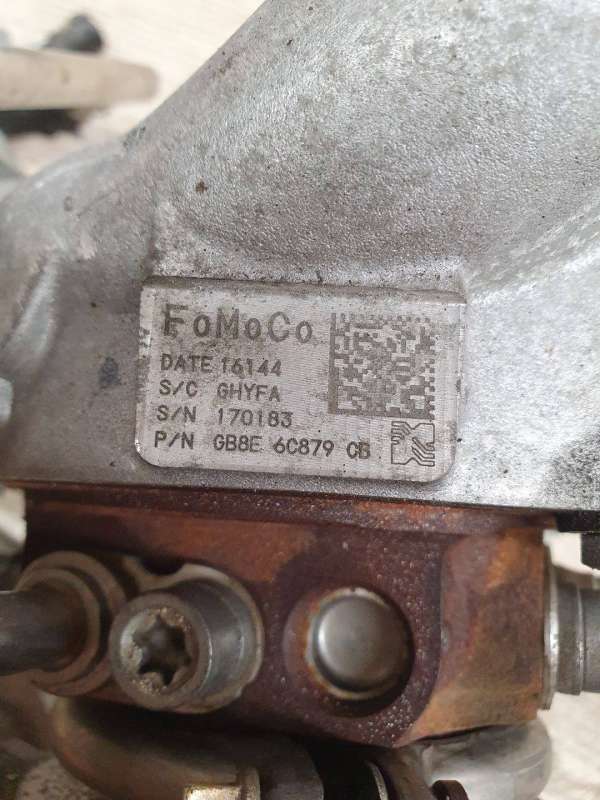 FoMoCo
DATE 16144
S/C GHYFA
S/N 170183
P/N GB8E 6C879 CB